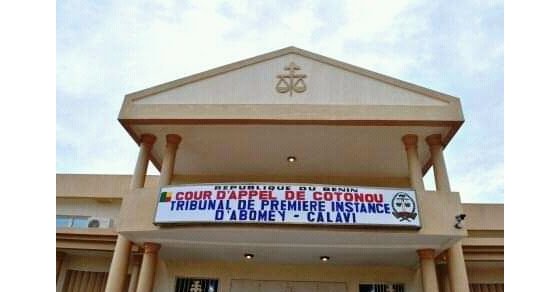 REPUBLIQUE DU BENIN
COUR D'APPEL DE COTONOU
TRIBUNAL DE PREMIERE INSTANCE
D'ABOMEY - CALAVI